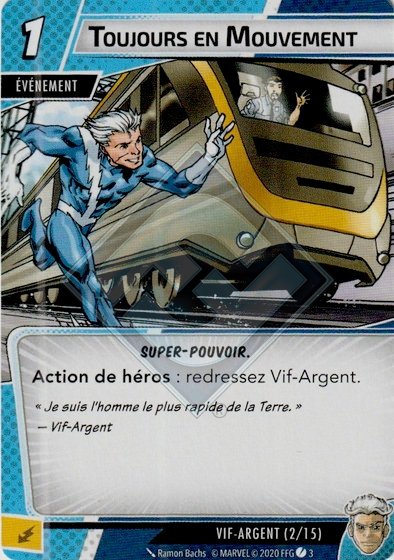 1
TOUJOURS EN MOUVEMENT
ÉVÉNEMENT
SUPER-POUVOIR.
Action de héros : redressez Vif-Argent.
« Je suis l'homme le plus rapide de la Terre. »
– Vif-Argent
VIF-ARGENT (2/15)
Ramon Bachs © MARVEL © 2020 FFG 3